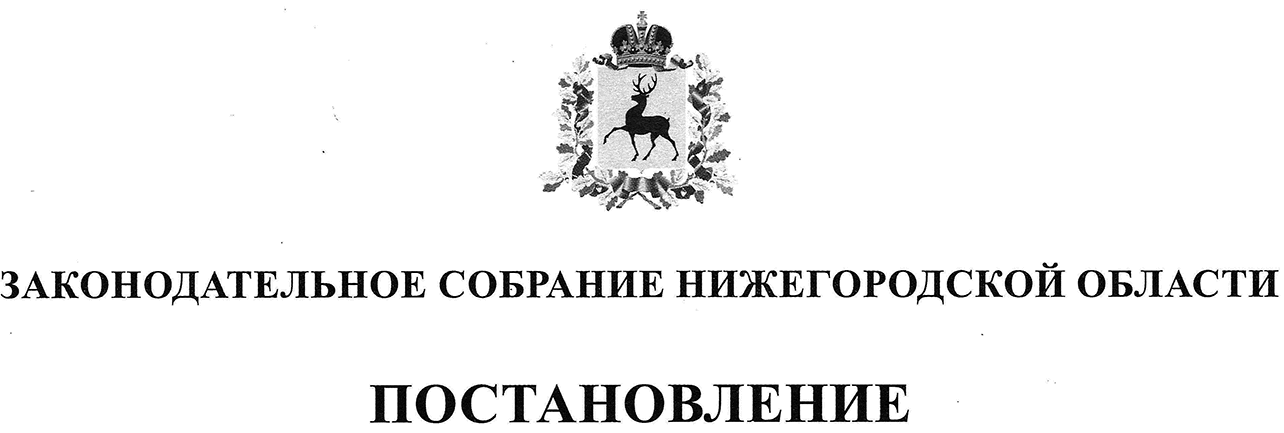 ЗАКОНОДАТЕЛЬНОЕ СОБРАНИЕ НИЖЕГОРОДСКОЙ ОБЛАСТИ
ПОСТАНОВЛЕНИЕ